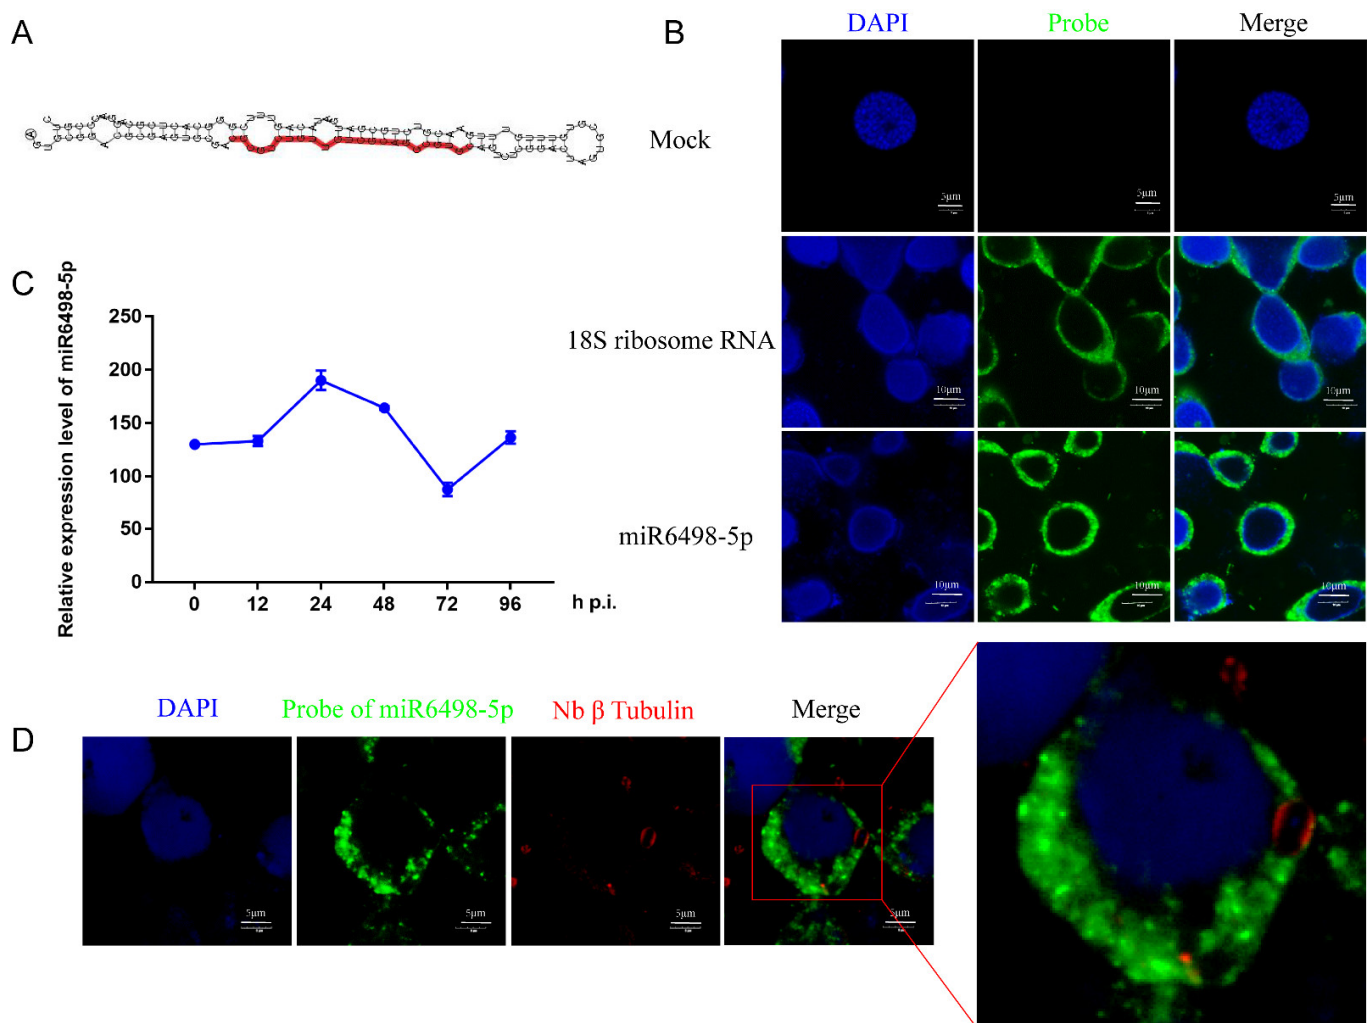 A
B
DAPI
Probe
Merge
Mock
3μm
5μm
5μm
C
Relative expression level of miR6498-5p
250
200
150
100
50
0
0 12 24 48 72 96 h p.i.
18S ribosome RNA
10μm
10μm
10μm
miR6498-5p
10μm
10μm
10μm
D
DAPI
Probe of miR6498-5p
Nb β Tubulin
Merge
5μm
5μm
5μm
5μm